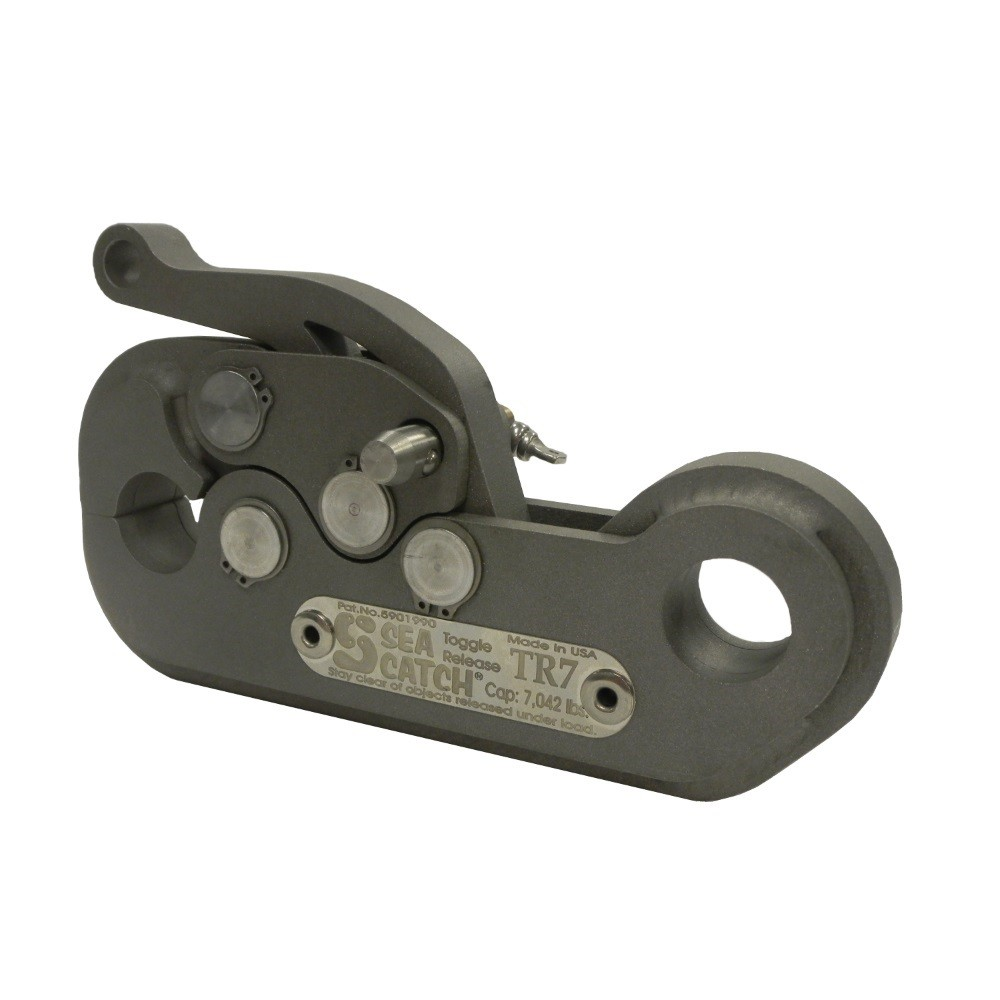 Pat.No.5901990
SEA CATCH®
Toggle Release
Made in USA
TR7
Cap: 7,042 lbs.
Stay clear of objects released under load.